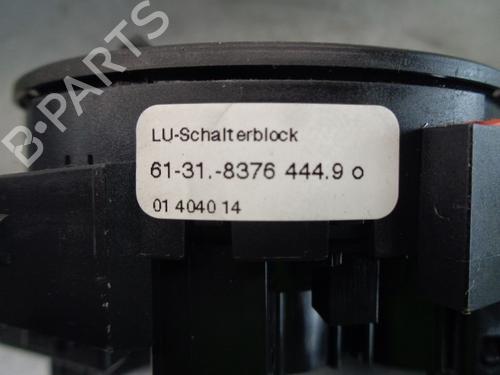 B·PARTS
LU-Schalterblock
61-31.-8376 444.9 o
01 4040 14